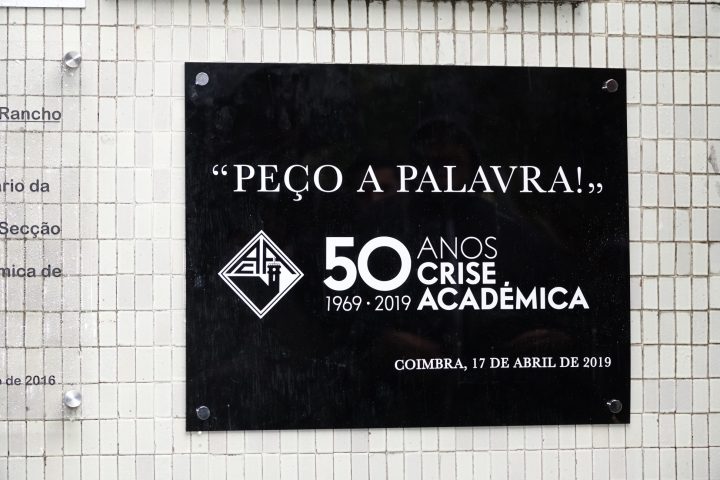 Rancho
ário da
Secção
mica de
de 2016
“PEÇO A PALAVRA!„
50 ANOS
CRISE
1969 · 2019 ACADÉMICA
COIMBRA, 17 DE ABRIL DE 2019